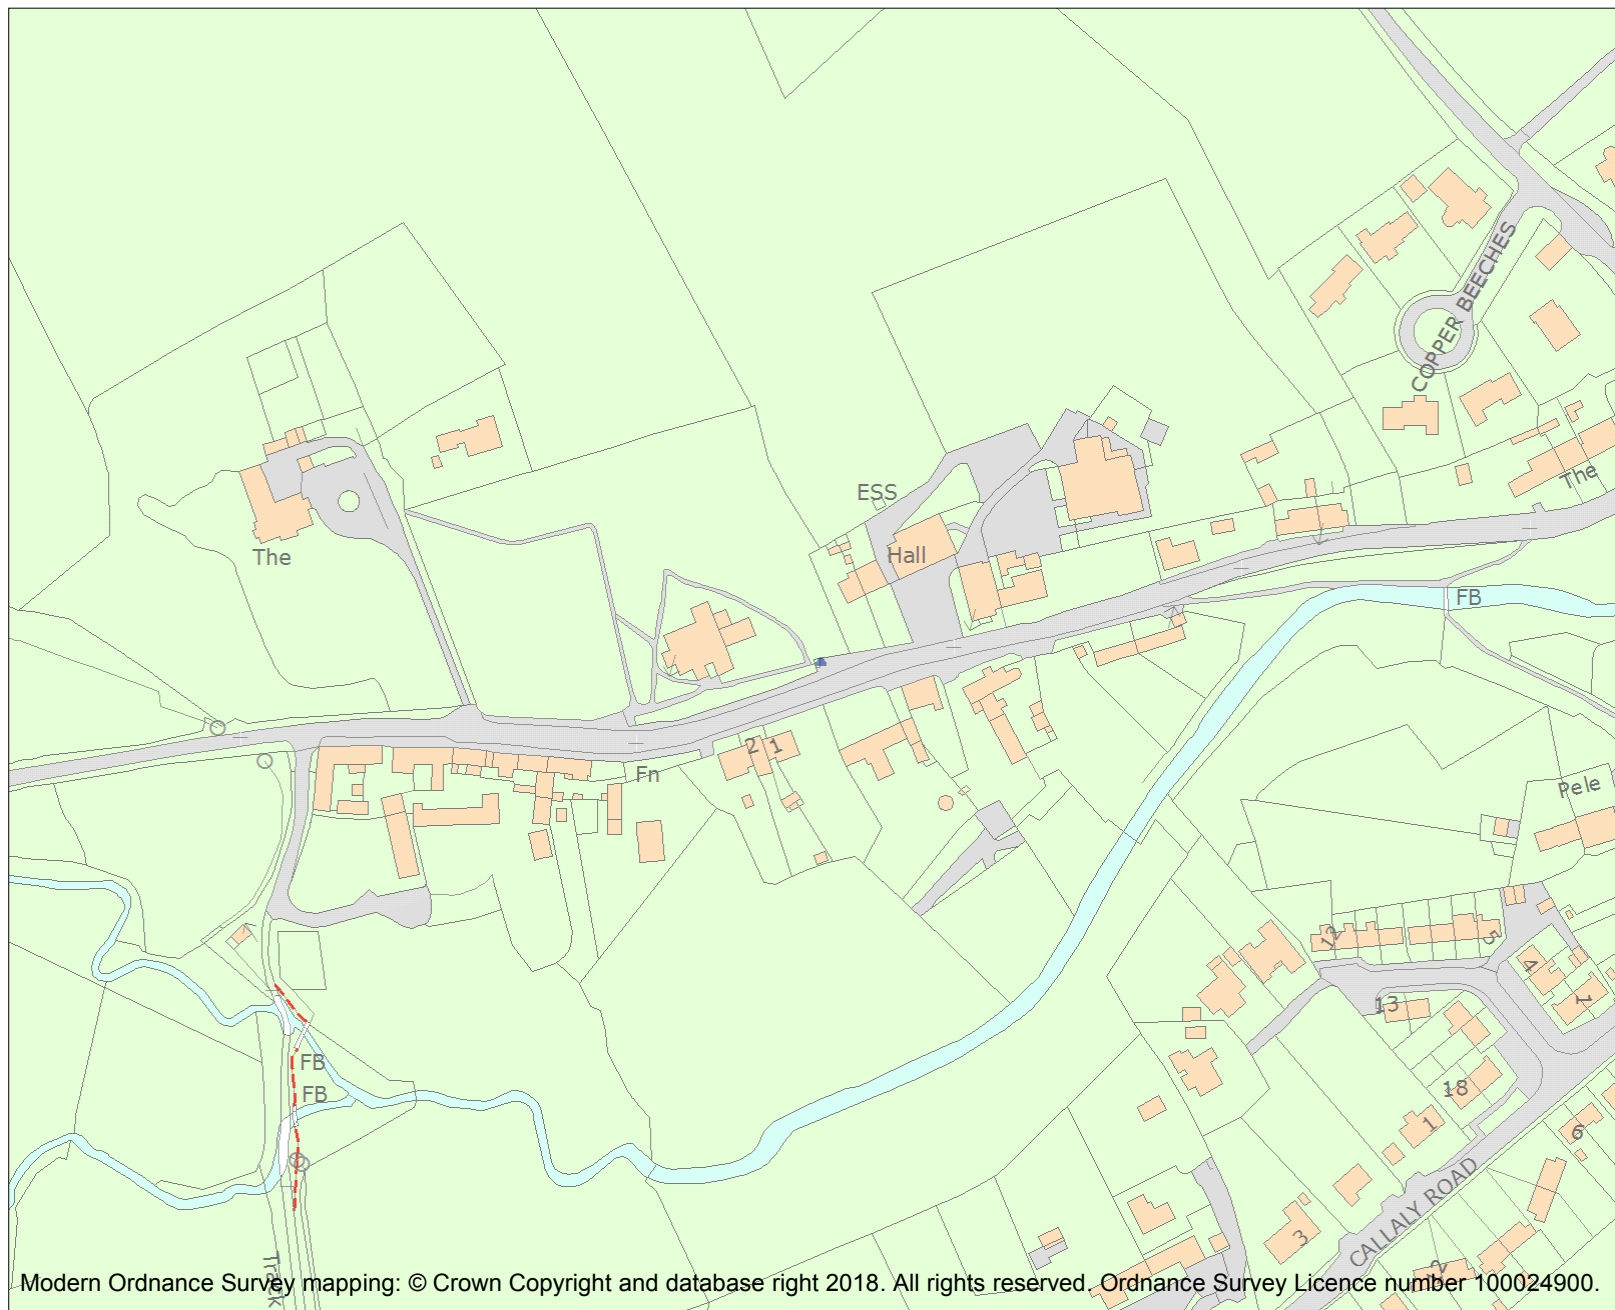 COPPER BEECHES
The
ESS
Hall
The
FB
Fn
2
1
Pele
12
5
4
1
13
FB
FB
18
1
6
3
CALLALY ROAD
12
Track
Modern Ordnance Survey mapping: © Crown Copyright and database right 2018. All rights reserved. Ordnance Survey Licence number 100024900.